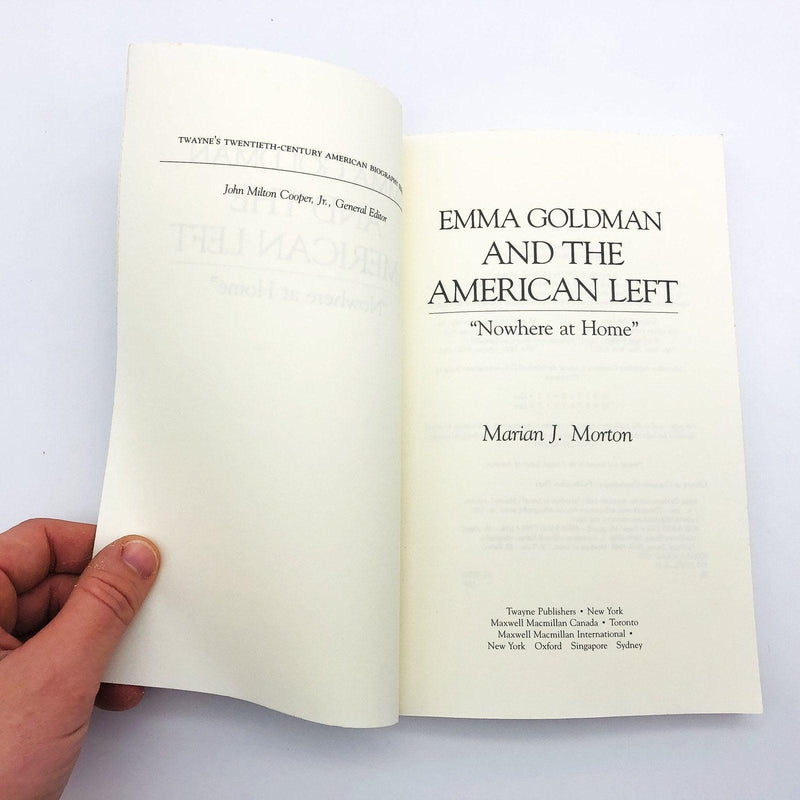 TWAYNE'S TWENTIETH-CENTURY AMERICAN BIOGRAPHY
John Milton Cooper, Jr., General Editor
EMMA GOLDMAN
AND THE
AMERICAN LEFT
“Nowhere at Home”
Marian J. Morton
Twayne Publishers • New York
Maxwell Macmillan Canada • Toronto
Maxwell Macmillan International •
New York Oxford Singapore Sydney